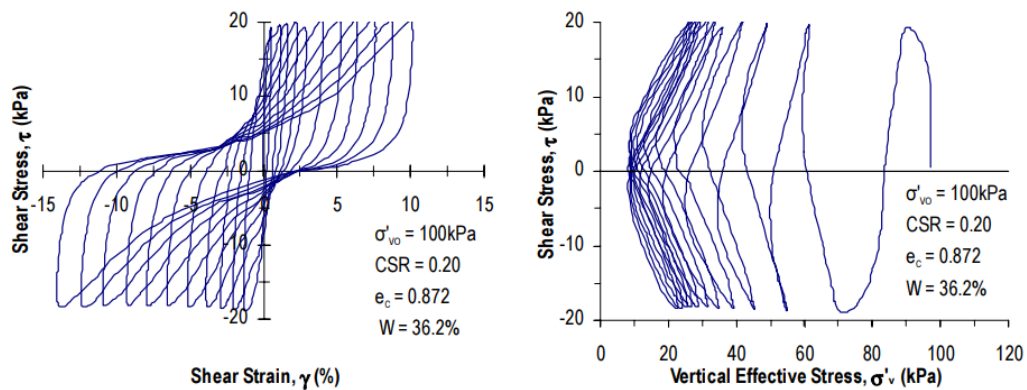 Shear Stress, τ (kPa)
20
10
0
-10
-20
-15
-10
-5
0
5
10
15
σ'vo = 100kPa
CSR = 0.20
ec = 0.872
W = 36.2%
Shear Strain, γ (%)
Shear Stress, τ (kPa)
20
10
0
-10
-20
σ'vo = 100kPa
CSR = 0.20
ec = 0.872
W = 36.2%
0
20
40
60
80
100
120
Vertical Effective Stress, σ'v (kPa)